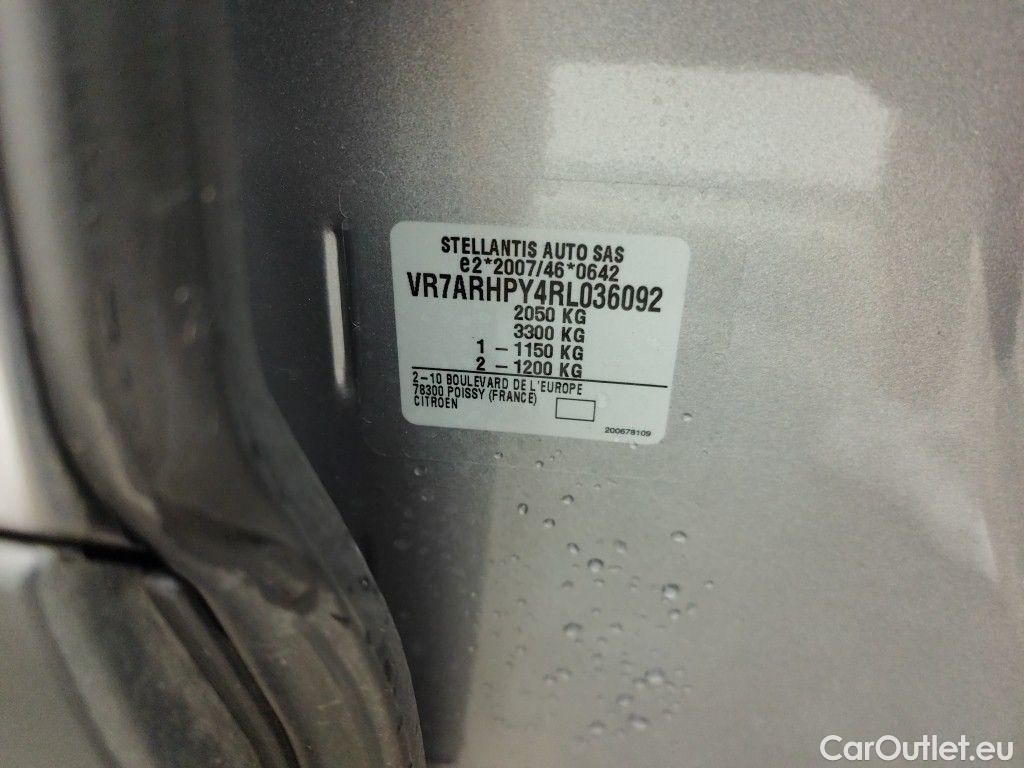 STELLANTIS AUTO SAS
e2*2007/46*0642
VR7ARHPY4RL036092
2050 KG
3300 KG
1 - 1150 KG
2 - 1200 KG
2-10 BOULEVARD DE L'EUROPE
78300 POISSY (FRANCE)
CITROEN
200678109
CarOutlet.eu